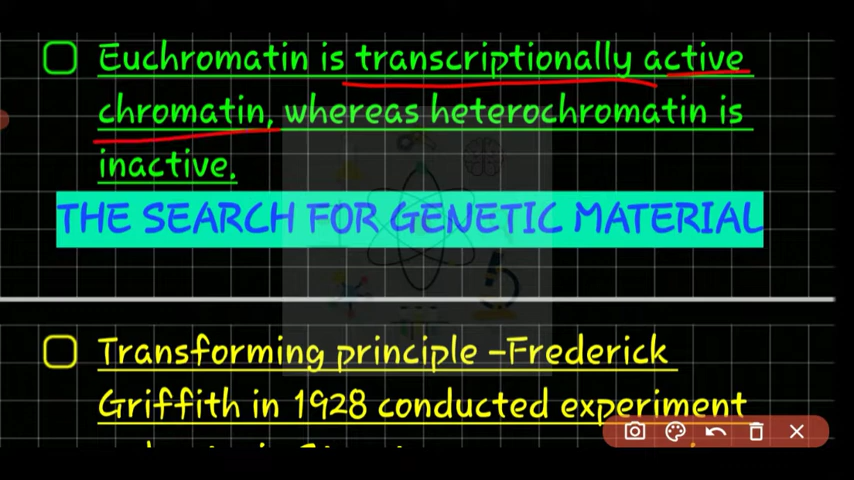 Euchromatin is transcriptionally active
chromatin, whereas heterochromatin is
inactive.
THE SEARCH FOR GENETIC MATERIAL
Transforming principle -Frederick
Griffith in 1928 conducted experiment